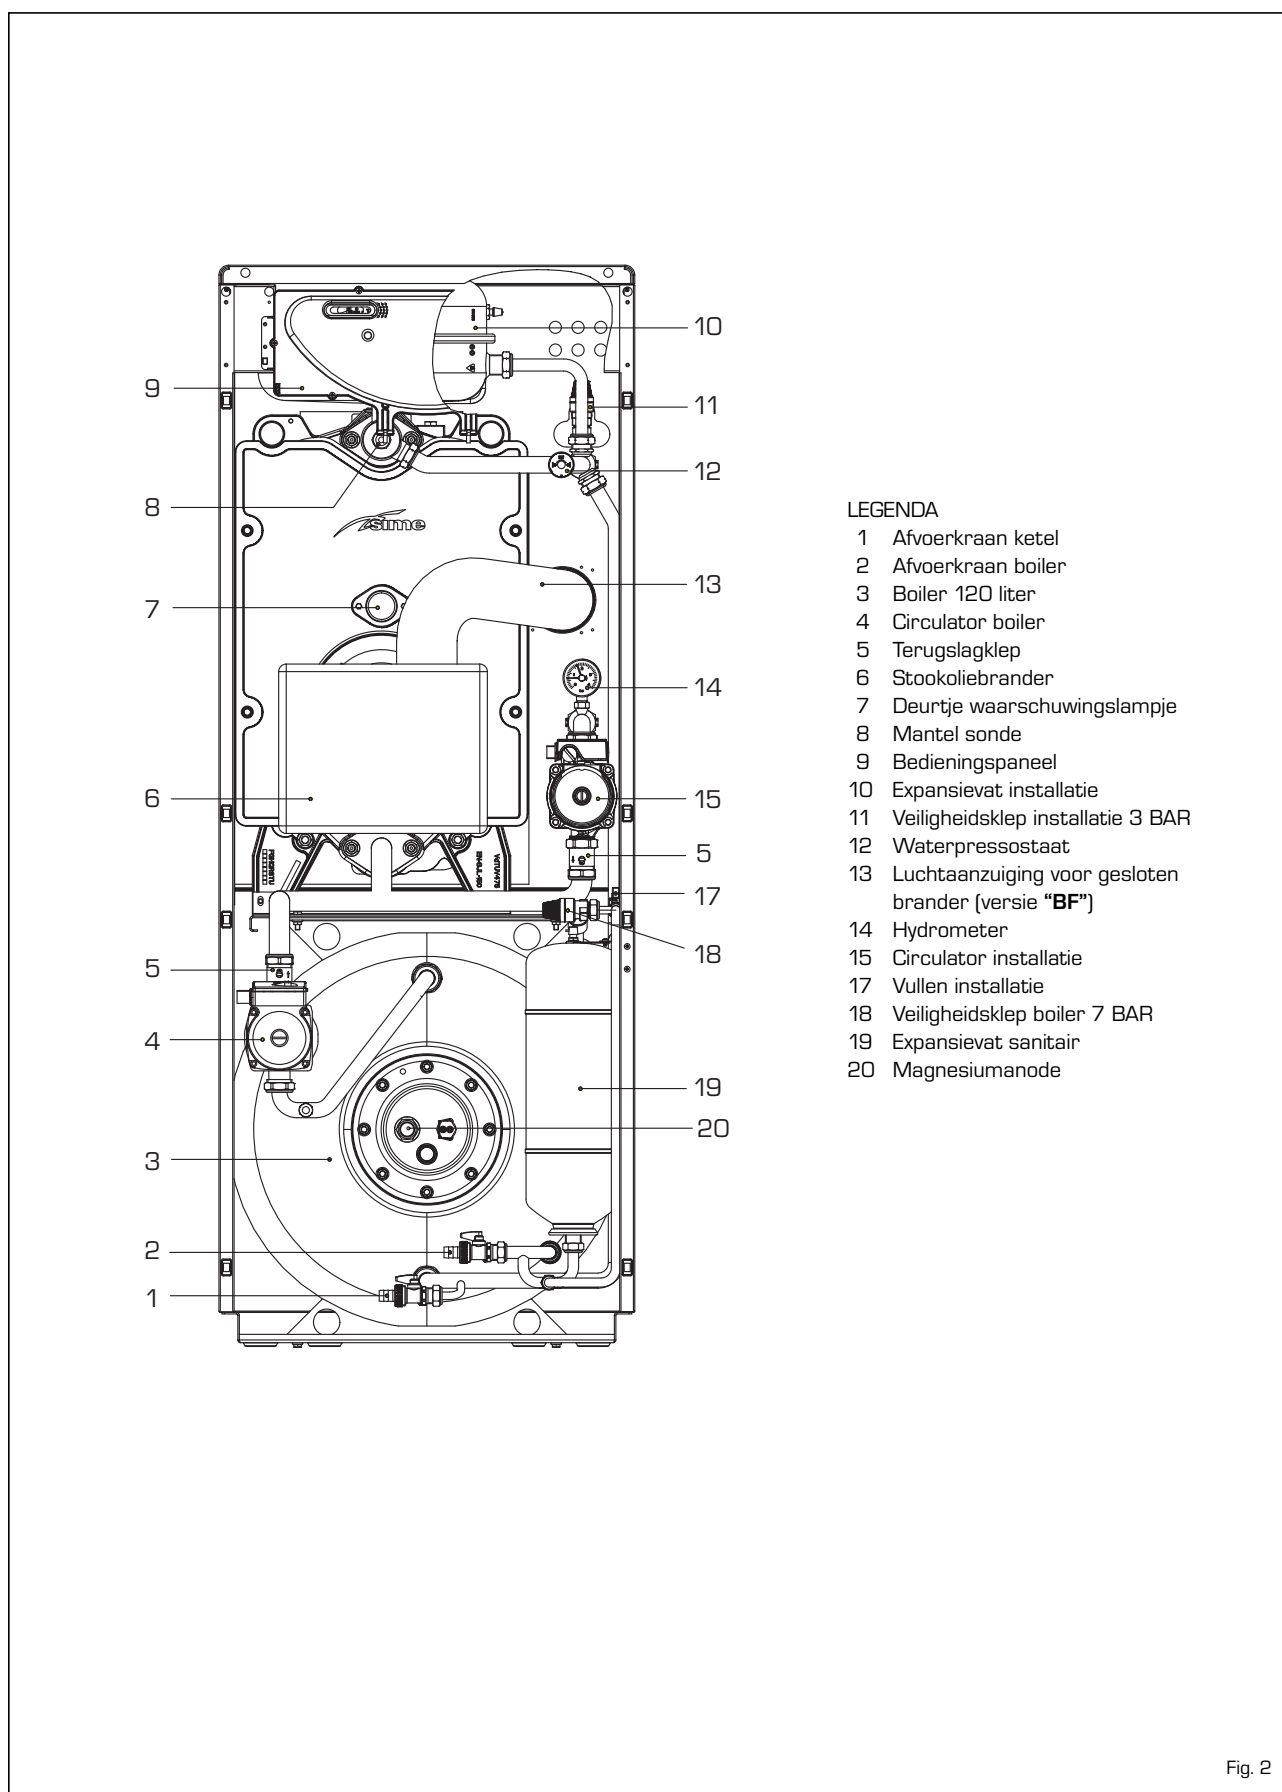 10
9
11
12
8
sime
13
7
14
6
15
5
17
18
5
4
19
20
3
2
1
LEGENDA
1 Afvoerkraan ketel
2 Afvoerkraan boiler
3 Boiler 120 liter
4 Circulator boiler
5 Terugslagklep
6 Stookoliebrander
7 Deurtje waarschuwingslampje
8 Mantel sonde
9 Bedieningspaneel
10 Expansievat installatie
11 Veiligheidsklep installatie 3 BAR
12 Waterpressostaat
13 Luchtaanzuiging voor gesloten
brander (versie “BF”)
14 Hydrometer
15 Circulator installatie
17 Vullen installatie
18 Veiligheidsklep boiler 7 BAR
19 Expansievat sanitair
20 Magnesiumanode
Fig. 2